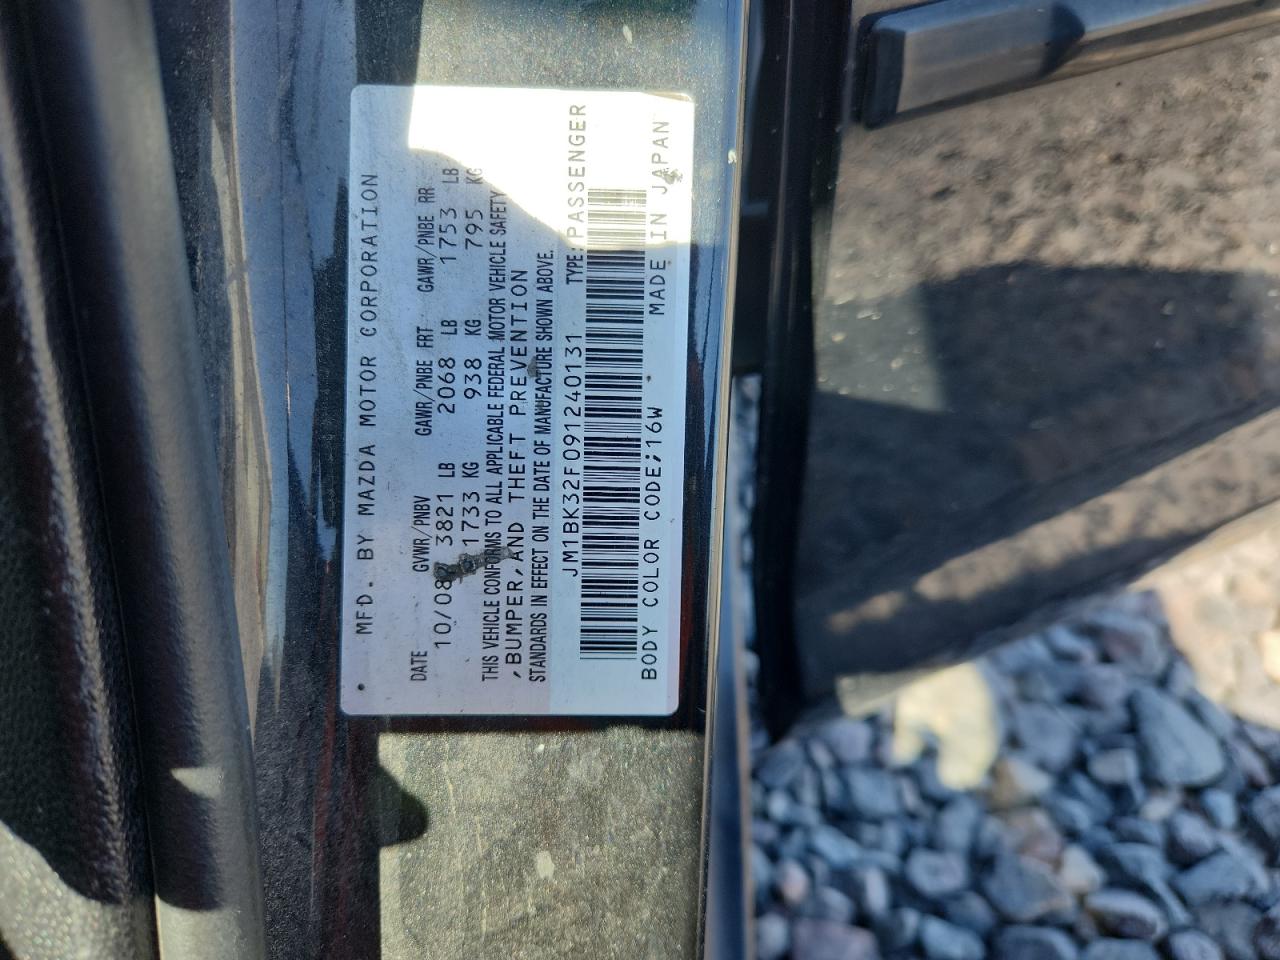 MFD. BY MAZDA MOTOR CORPORATION
DATE GVWR/PNBV GAWR/PNBE FRT GAWR/PNBE RR
10/08 3821 LB 2068 LB 1753 LB
1733 KG 938 KG 795 KG
THIS VEHICLE CONFORMS TO ALL APPLICABLE FEDERAL MOTOR VEHICLE SAFETY
,BUMPER,AND THEFT PREVENTION
STANDARDS IN EFFECT ON THE DATE OF MANUFACTURE SHOWN ABOVE.
JM1BK32F091240131 TYPE:PASSENGER
BODY COLOR CODE;16W MADE IN JAPAN